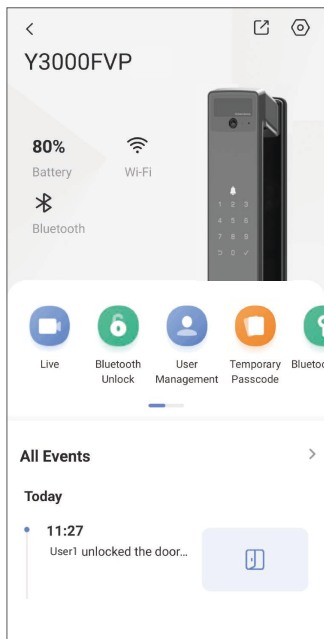 Y3000FVP
80%
Battery
Wi-Fi
Bluetooth
1 2 3
4 5 6
7 8 9
0
Live
Bluetooth
Unlock
User
Management
Temporary
Passcode
Bluetoo
All Events
Today
11:27
User1 unlocked the door...